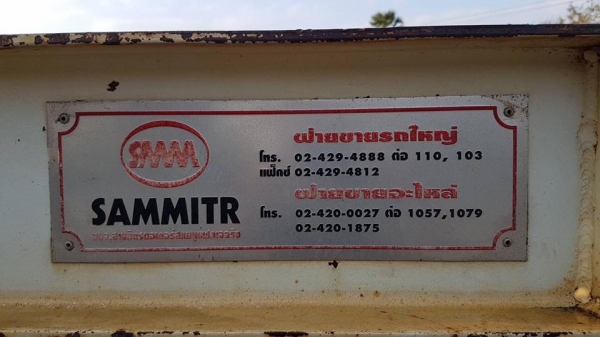 SMM
SAMMITR
ฝ่ายขายรถใหญ่
โทร. 02-429-4888 ต่อ 110, 103
แฟ็กซ์ 02-429-4812
ฝ่ายขายอะไหล่
โทร. 02-420-0027 ต่อ 1057,1079
02-420-1875